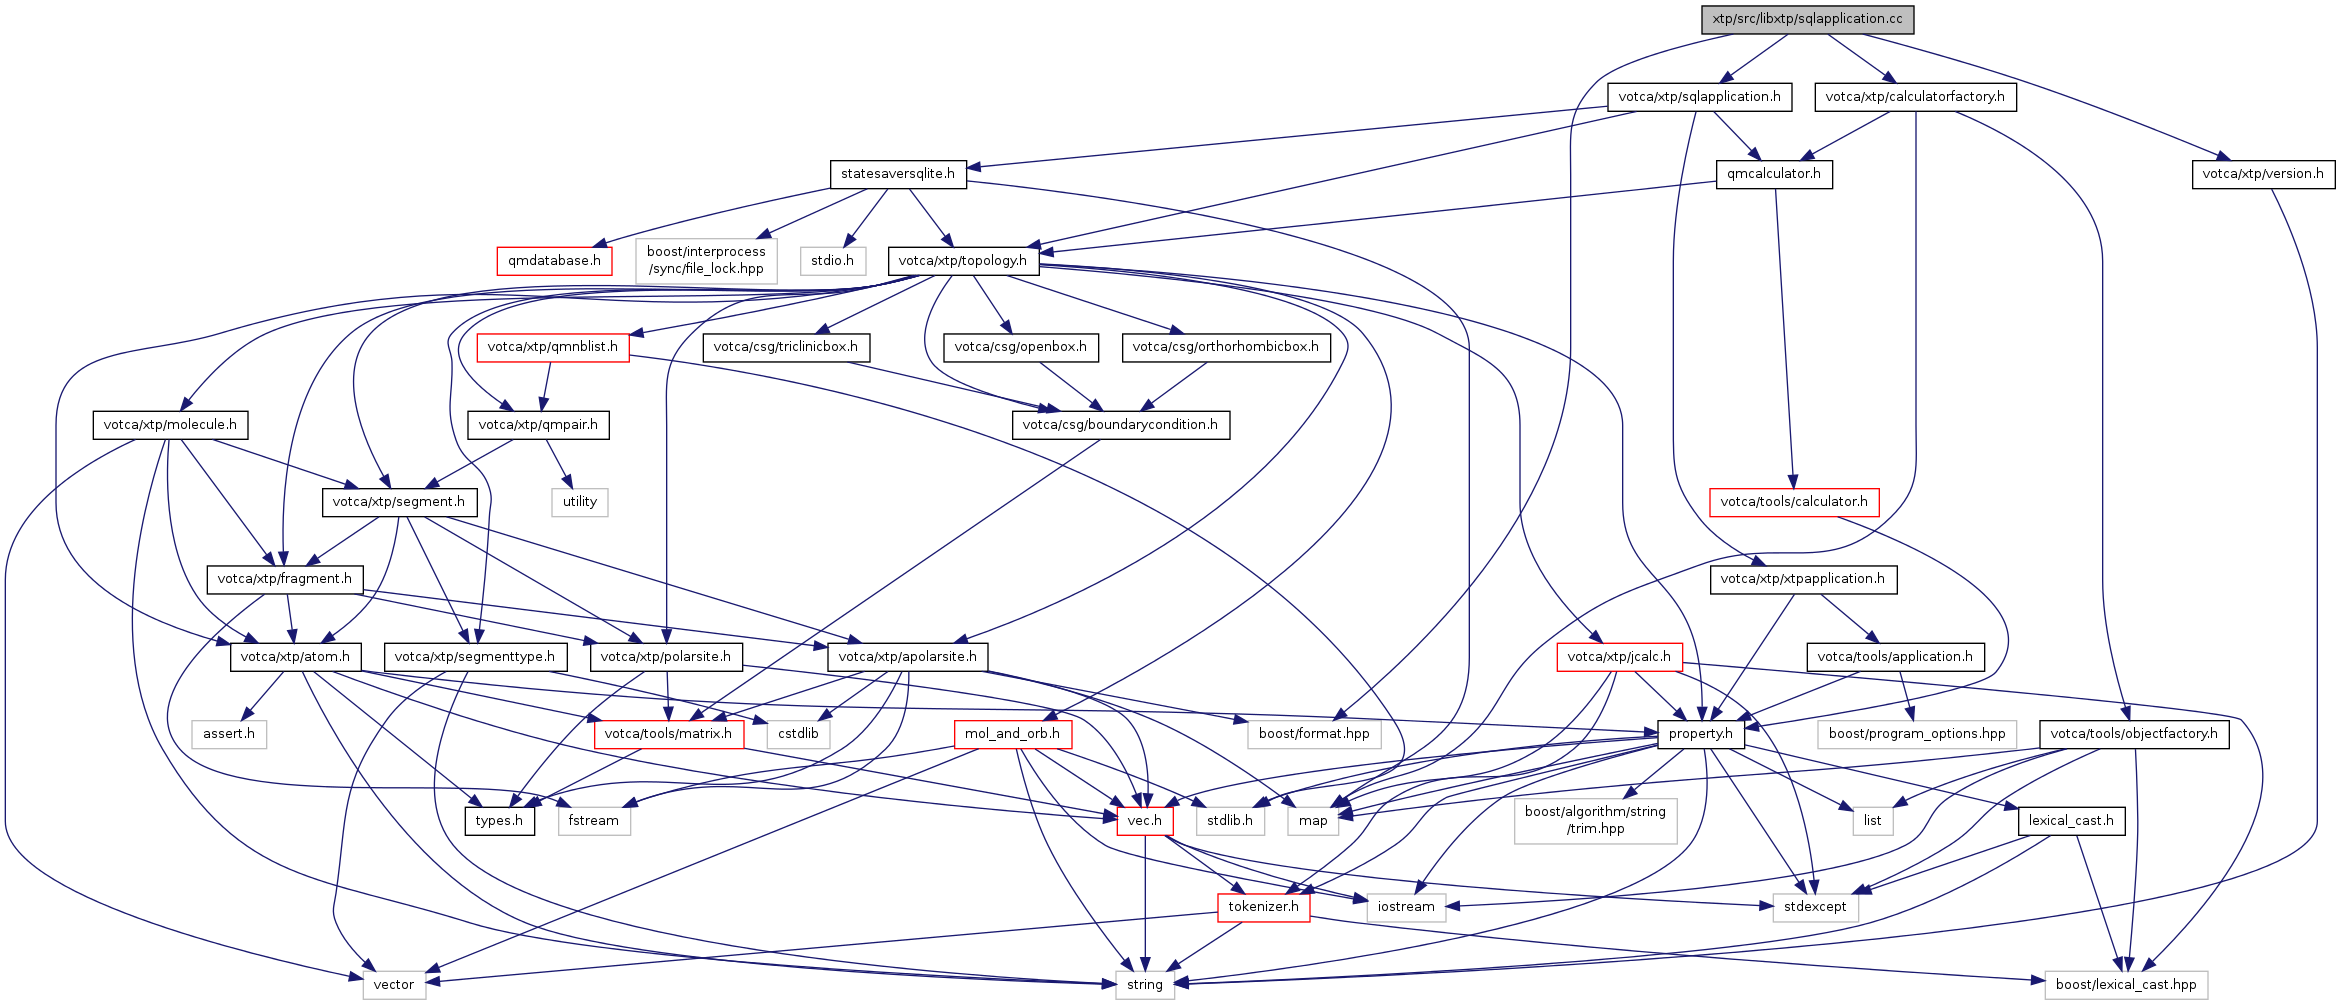 xtp/src/libxtp/sqlapplication.cc
votca/xtp/sqlapplication.h
votca/xtp/calculatorfactory.h
statesaversqlite.h
qmcalculator.h
votca/xtp/version.h
qmdatabase.h
boost/interprocess
/sync/file_lock.hpp
stdio.h
votca/xtp/topology.h
votca/xtp/qmnblist.h
votca/csg/triclinicbox.h
votca/csg/openbox.h
votca/csg/orthorhombicbox.h
votca/xtp/molecule.h
votca/xtp/qmpair.h
votca/csg/boundarycondition.h
votca/xtp/segment.h
utility
votca/tools/calculator.h
votca/xtp/fragment.h
votca/xtp/xtpapplication.h
votca/xtp/atom.h
votca/xtp/segmenttype.h
votca/xtp/polarsite.h
votca/xtp/apolarsite.h
votca/xtp/jcalc.h
votca/tools/application.h
assert.h
votca/tools/matrix.h
cstdlib
mol_and_orb.h
boost/format.hpp
property.h
boost/program_options.hpp
votca/tools/objectfactory.h
types.h
fstream
vec.h
stdlib.h
map
boost/algorithm/string
/trim.hpp
list
lexical_cast.h
tokenizer.h
iostream
stdexcept
vector
string
boost/lexical_cast.hpp